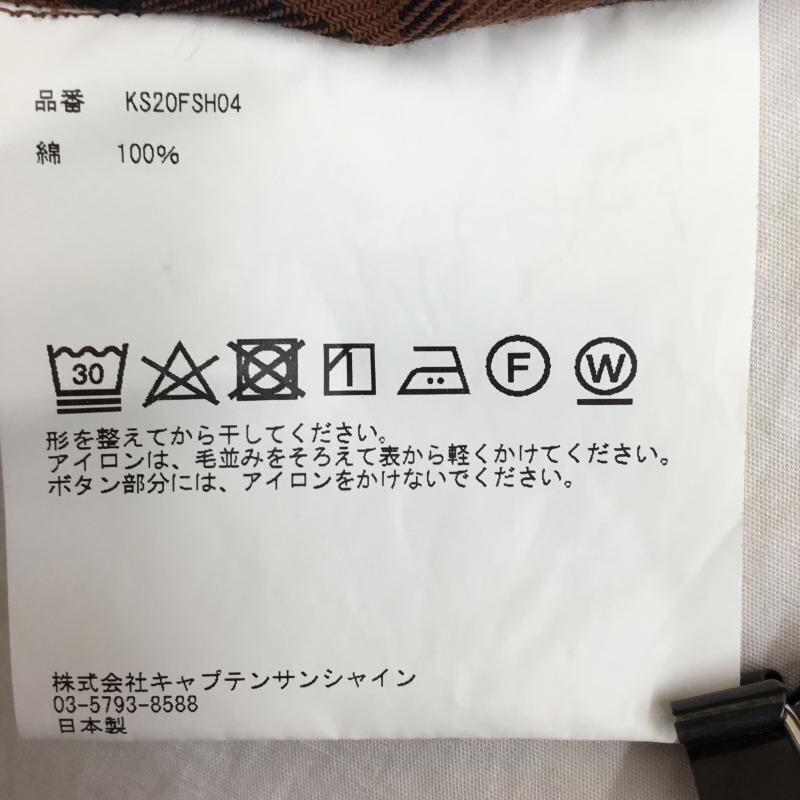 品番 KS20FSH04
綿 100%
30 F W
形を整えてから干してください。
アイロンは、毛並みをそろえて表から軽くかけてください。
ボタン部分には、アイロンをかけないでください。
株式会社キャプテンサンシャイン
03-5793-8588
日本製